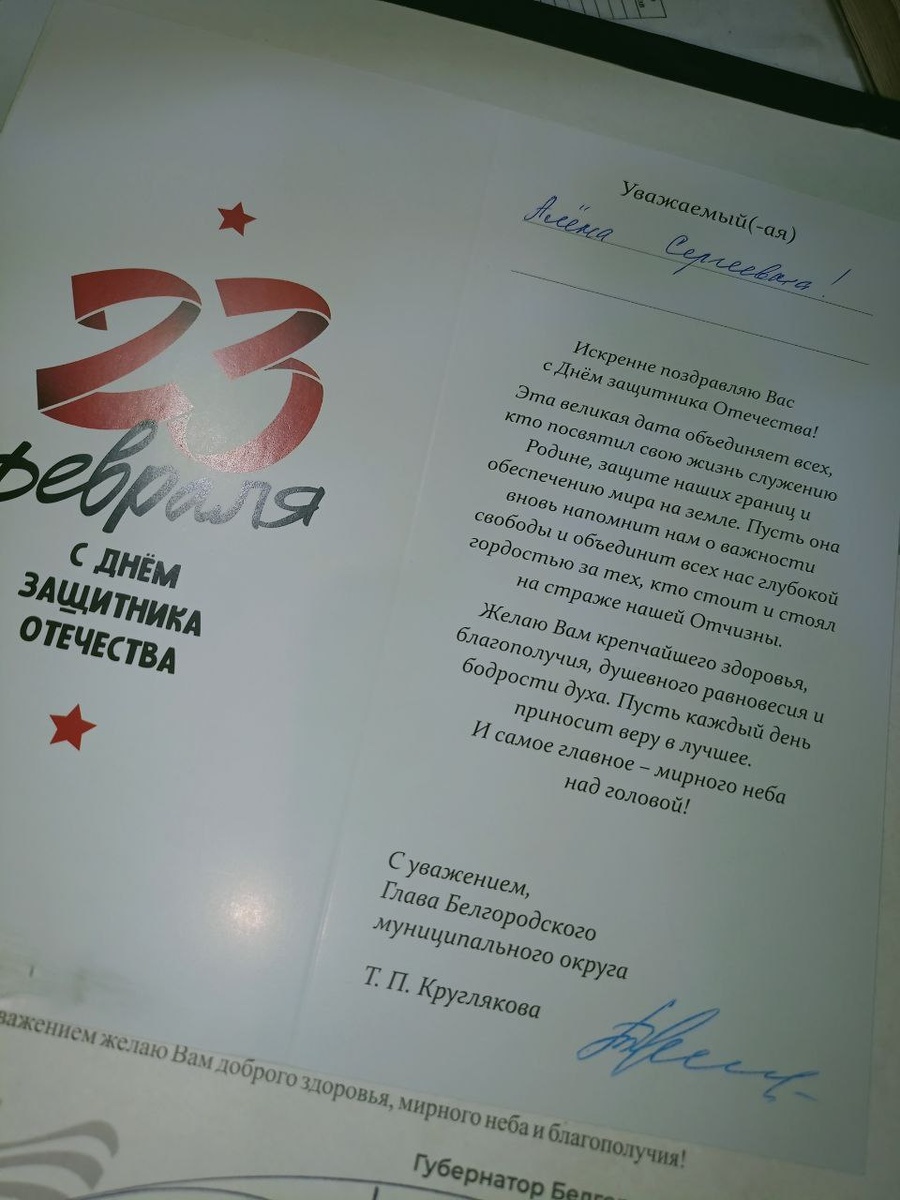 23
февраля
С ДНЁМ
ЗАЩИТНИКА
ОТЕЧЕСТВА
Уважаемый(-ая)
Алёна Сергеевна!
Искренне поздравляю Вас
с Днём защитника Отечества!
Эта великая дата объединяет всех,
кто посвятил свою жизнь служению
Родине, защите наших границ и
обеспечению мира на земле. Пусть она
вновь напомнит нам о важности
свободы и объединит всех нас глубокой
гордостью за тех, кто стоит и стоял
на страже нашей Отчизны.
Желаю Вам крепчайшего здоровья,
благополучия, душевного равновесия и
бодрости духа. Пусть каждый день
приносит веру в лучшее.
И самое главное – мирного неба
над головой!
С уважением,
Глава Белгородского
муниципального округа
Т. П. Круглякова
важением желаю Вам доброго здоровья, мирного неба и благополучия!
Губернатор Белгор